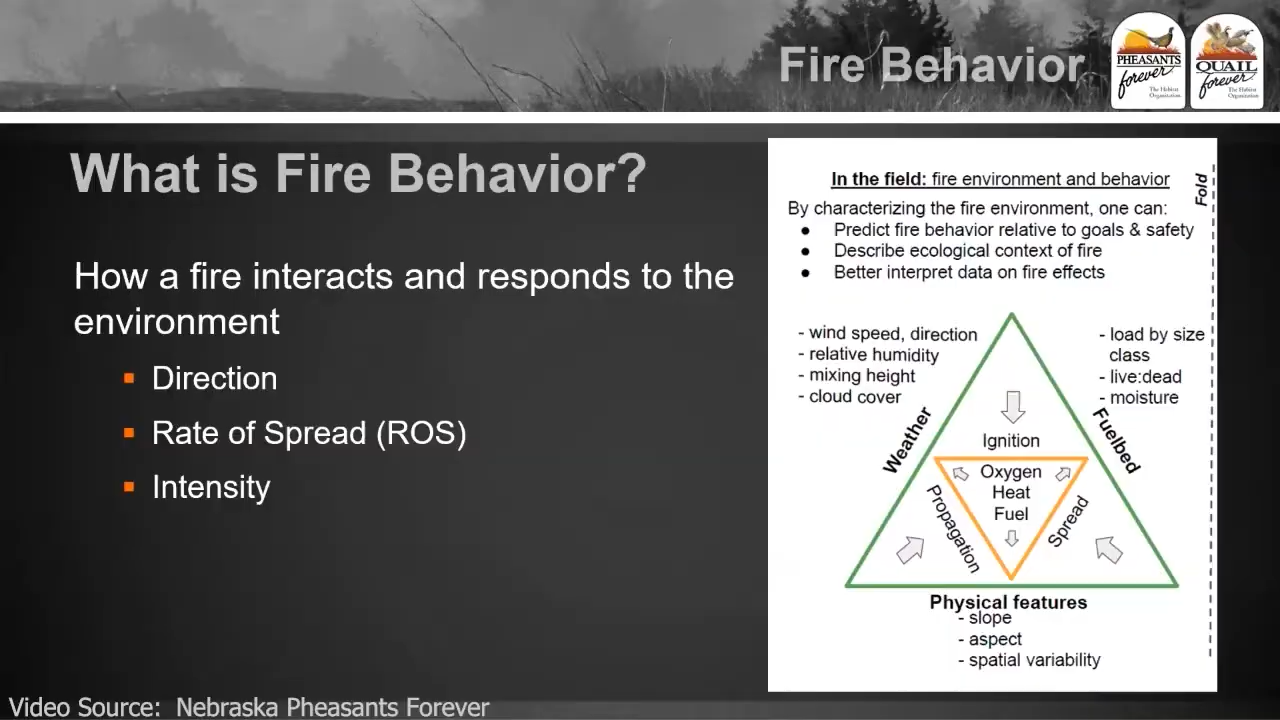 Fire Behavior
PHEASANTS
forever
The Habitat
Organization
QUAIL
forever
The Habitat
Organization
What is Fire Behavior?
How a fire interacts and responds to the
environment
▪ Direction
▪ Rate of Spread (ROS)
▪ Intensity
In the field: fire environment and behavior
Fold
By characterizing the fire environment, one can:
● Predict fire behavior relative to goals & safety
● Describe ecological context of fire
● Better interpret data on fire effects
- wind speed, direction
- relative humidity
- mixing height
- cloud cover
- load by size
class
- live:dead
- moisture
Weather
Fuelbed
Ignition
Oxygen
Heat
Fuel
Propagation
Spread
Physical features
- slope
- aspect
- spatial variability
Video Source: Nebraska Pheasants Forever